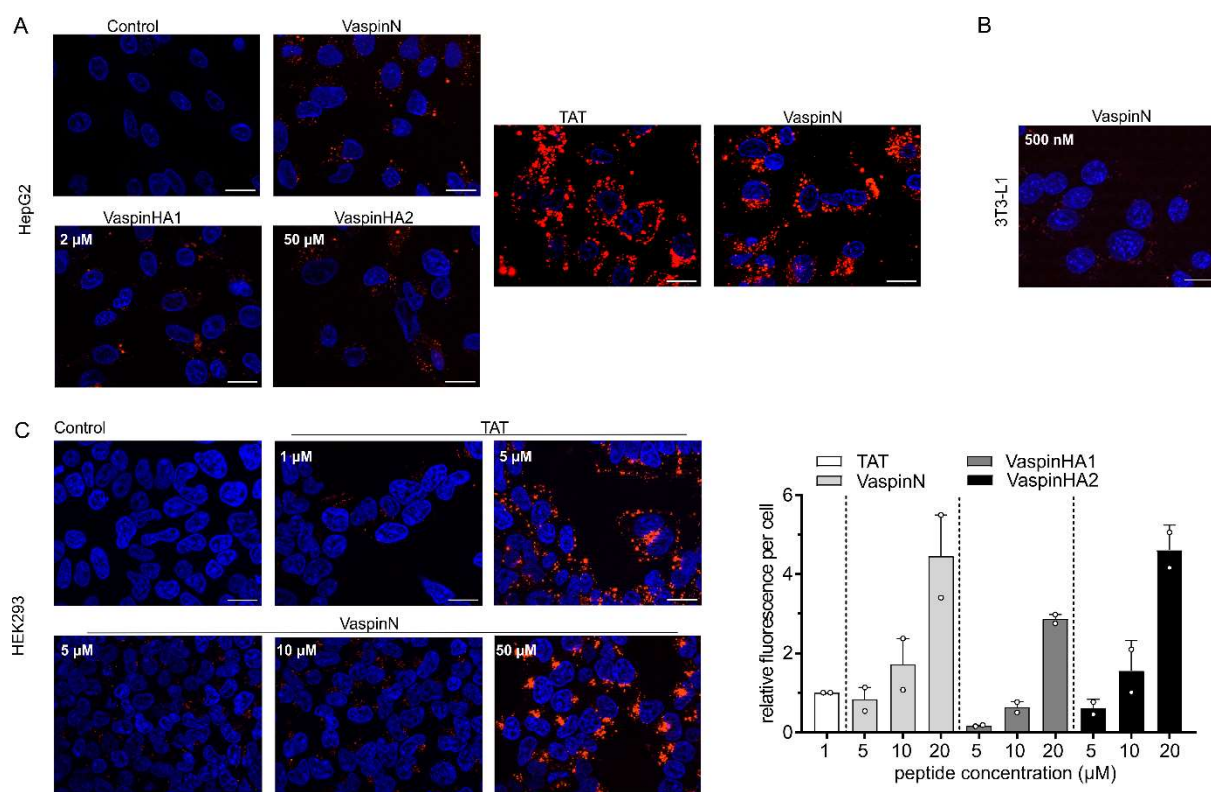 A
B
Control
VaspinN
TAT
VaspinN
VaspinN
500 nM
HepG2
3T3-L1
VaspinHA1
VaspinHA2
2 µM
50 µM
C
Control
TAT
1 µM
5 µM
HEK293
VaspinN
5 µM
10 µM
50 µM
TAT
VaspinN
VaspinHA1
VaspinHA2
relative fluorescence per cell
6
4
2
0
1 5 10 20 5 10 20 5 10 20
peptide concentration (µM)